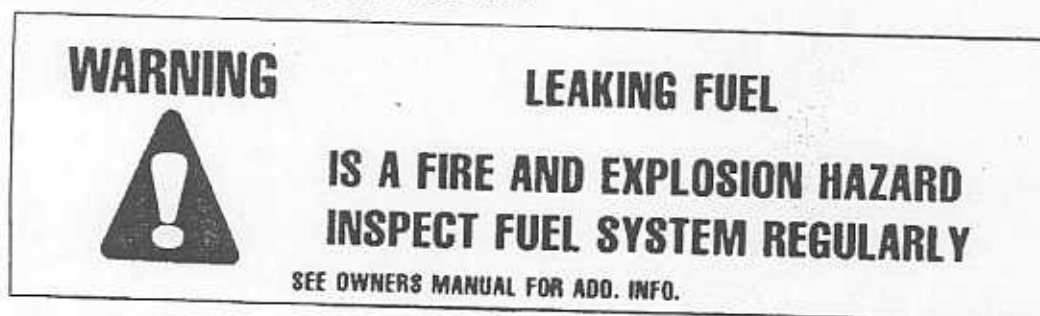 WARNING
LEAKING FUEL
IS A FIRE AND EXPLOSION HAZARD
INSPECT FUEL SYSTEM REGULARLY
SEE OWNERS MANUAL FOR ADD. INFO.